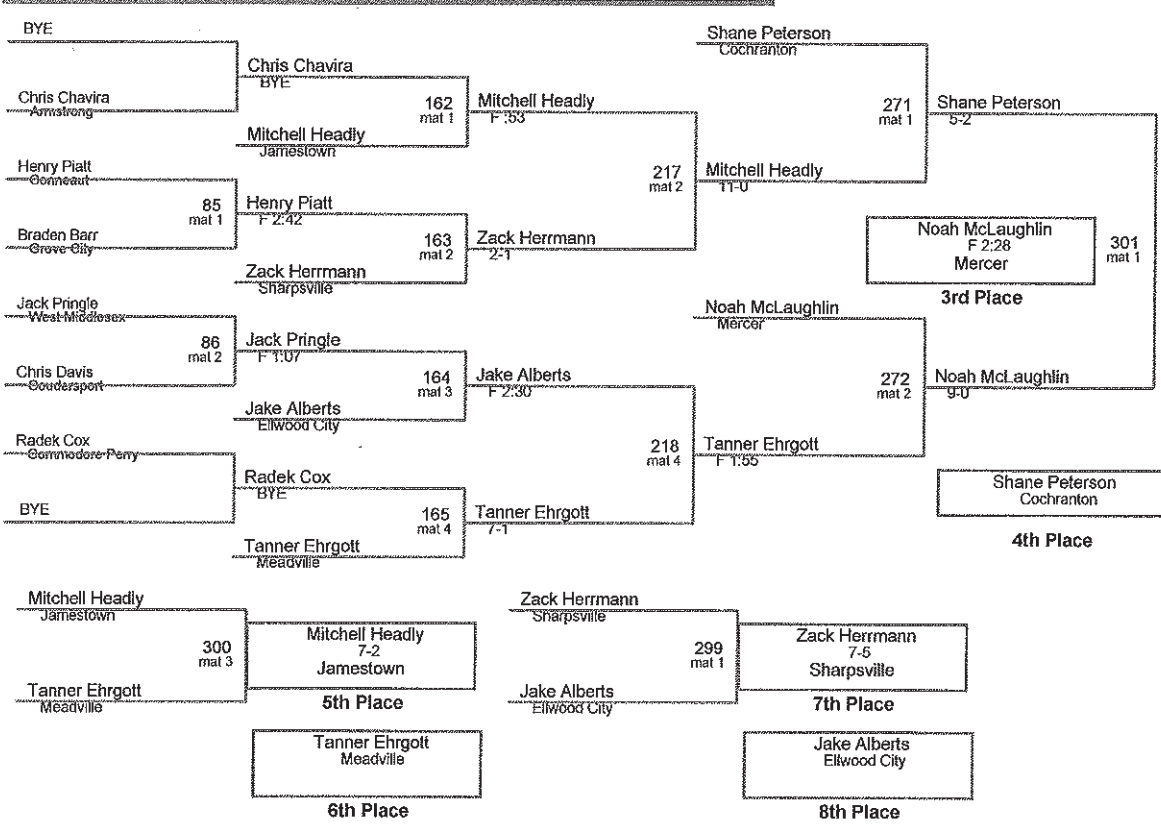 BYE
Chris Chavira
Armstrong
Henry Piatt
Conneaut
Braden Barr
Grove City
Jack Pringle
West Middlesex
Chris Davis
Coudersport
Radek Cox
Commodore Perry
BYE
Chris Chavira
BYE
Mitchell Headly
Jamestown
85
mat 1
Henry Piatt
F 2:42
Zack Herrmann
Sharpsville
86
mat 2
Jack Pringle
F 1:07
Jake Alberts
Ellwood City
Radek Cox
BYE
Tanner Ehrgott
Meadville
162
mat 1
Mitchell Headly
F :53
163
mat 2
Zack Herrmann
2-1
164
mat 3
Jake Alberts
F 2:30
165
mat 4
Tanner Ehrgott
7-1
Shane Peterson
Cochranton
217
mat 2
Mitchell Headly
11-0
Noah McLaughlin
Mercer
218
mat 4
Tanner Ehrgott
F 1:55
271
mat 1
Shane Peterson
5-2
272
mat 2
Noah McLaughlin
9-0
Noah McLaughlin
F 2:28
Mercer
301
mat 1
3rd Place
Shane Peterson
Cochranton
4th Place
Mitchell Headly
Jamestown
Tanner Ehrgott
Meadville
300
mat 3
Mitchell Headly
7-2
Jamestown
5th Place
Tanner Ehrgott
Meadville
6th Place
Zack Herrmann
Sharpsville
Jake Alberts
Ellwood City
299
mat 1
Zack Herrmann
7-5
Sharpsville
7th Place
Jake Alberts
Ellwood City
8th Place